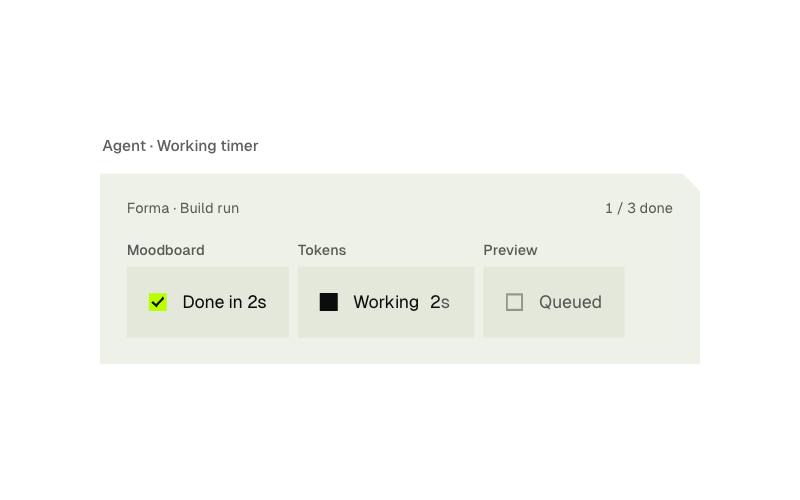 Agent · Working timer
Forma · Build run 1 / 3 done
Moodboard Tokens Preview
Done in 2s Working 2s Queued